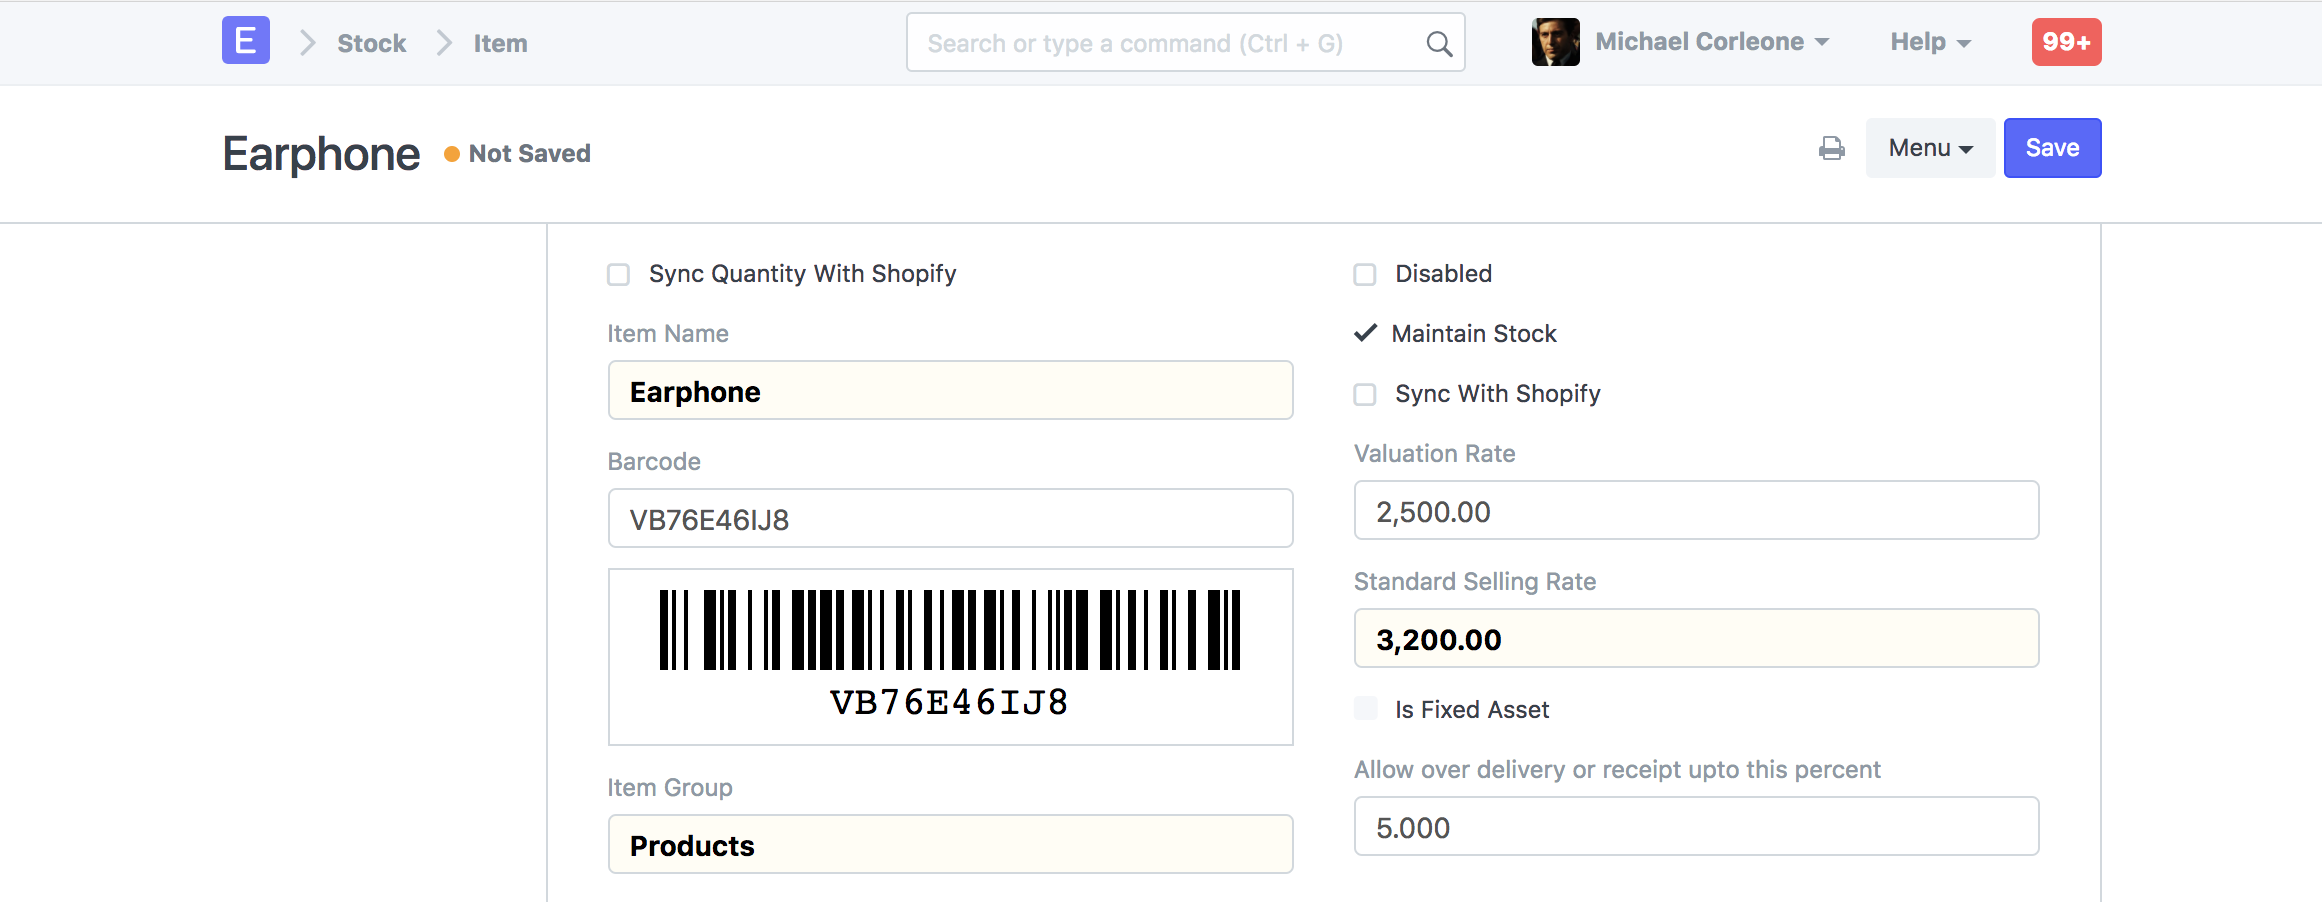 E Stock Item Search or type a command (Ctrl + G) Michael Corleone Help 99+
Earphone Not Saved Menu Save
Sync Quantity With Shopify
Item Name
Earphone
Barcode
VB76E46IJ8
VB76E46IJ8
Item Group
Products
Disabled
Maintain Stock
Sync With Shopify
Valuation Rate
2,500.00
Standard Selling Rate
3,200.00
Is Fixed Asset
Allow over delivery or receipt upto this percent
5.000